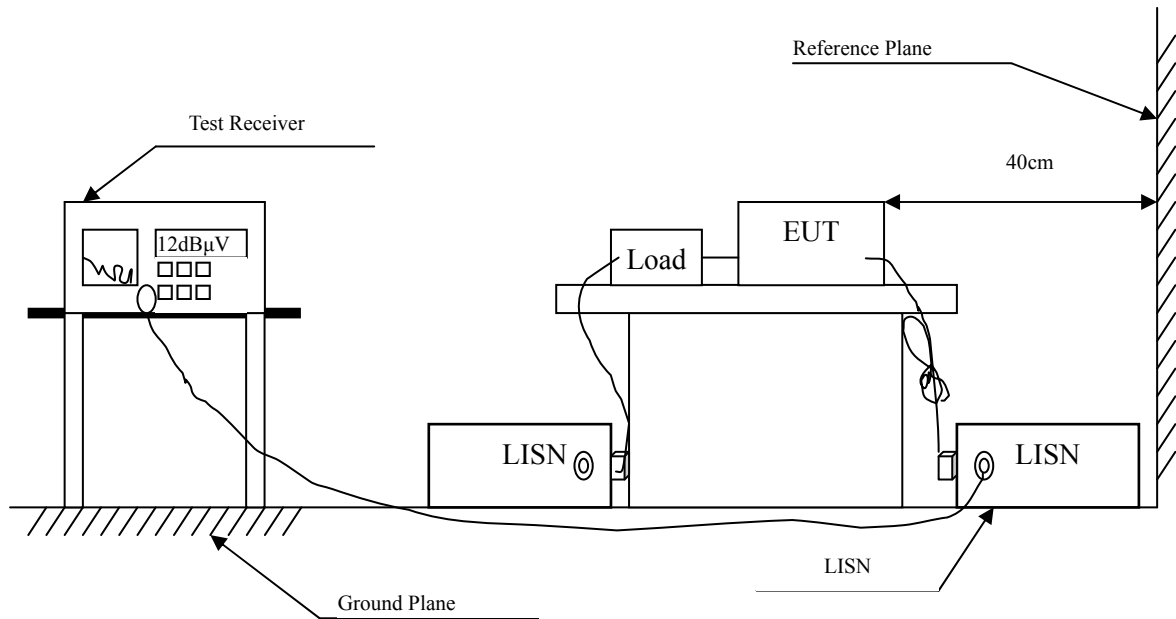 Reference Plane
Test Receiver
40cm
12dBμV
EUT
Load
LISN
LISN
LISN
Ground Plane